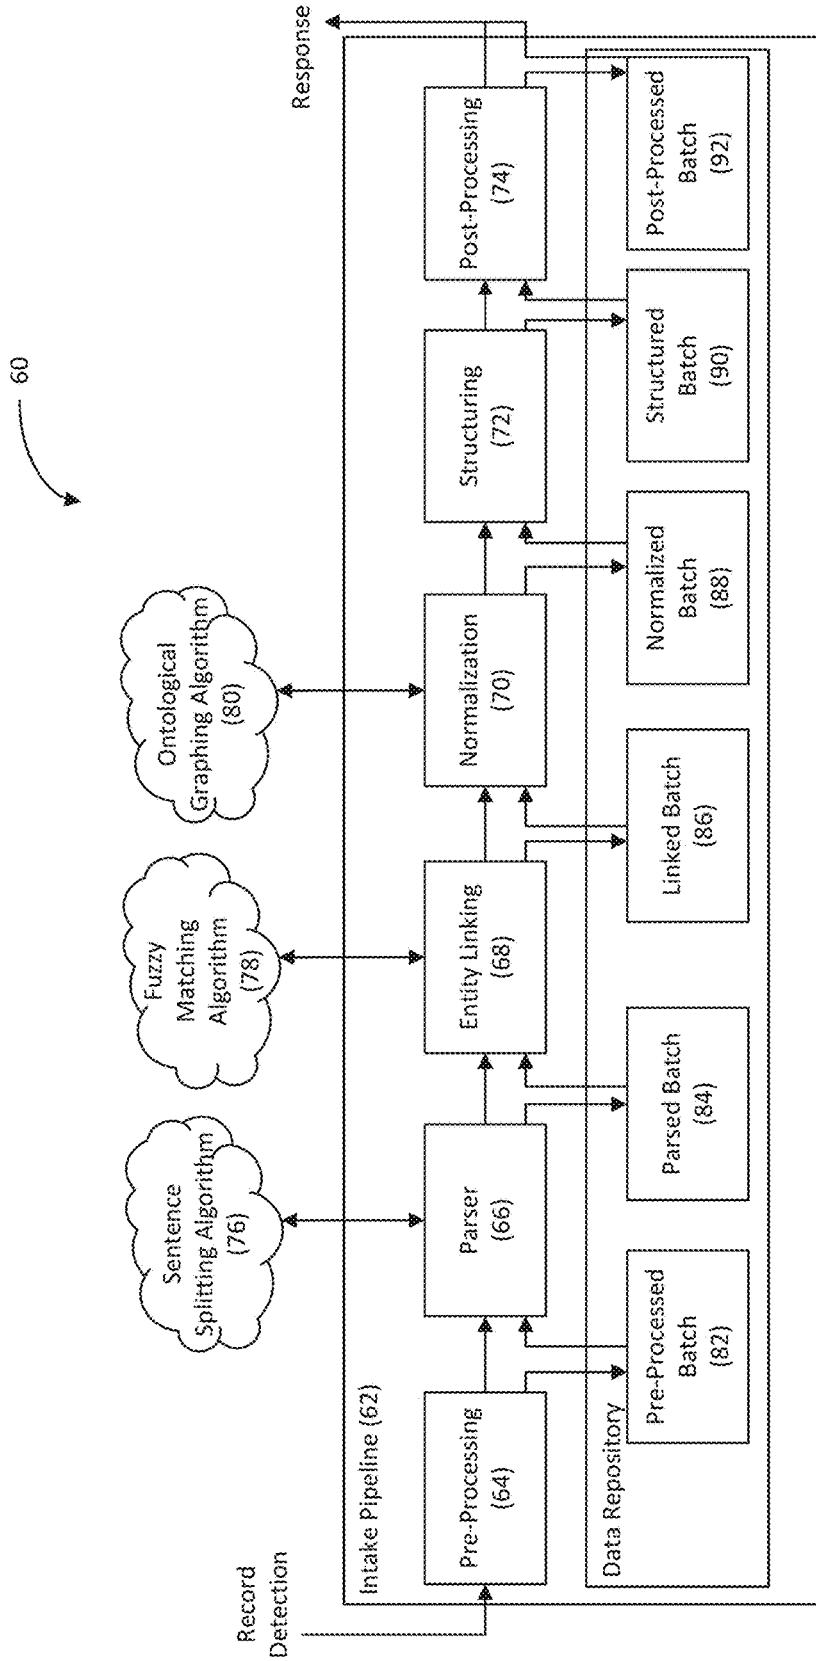 60
Sentence
Splitting Algorithm
(76)
Fuzzy
Matching
Algorithm
(78)
Ontological
Graphing Algorithm
(80)
Record
Detection
Response
Intake Pipeline (62)
Pre-Processing
(64)
Parser
(66)
Entity Linking
(68)
Normalization
(70)
Structuring
(72)
Post-Processing
(74)
Data Repository
Pre-Processed
Batch
(82)
Parsed Batch
(84)
Linked Batch
(86)
Normalized
Batch
(88)
Structured
Batch
(90)
Post-Processed
Batch
(92)